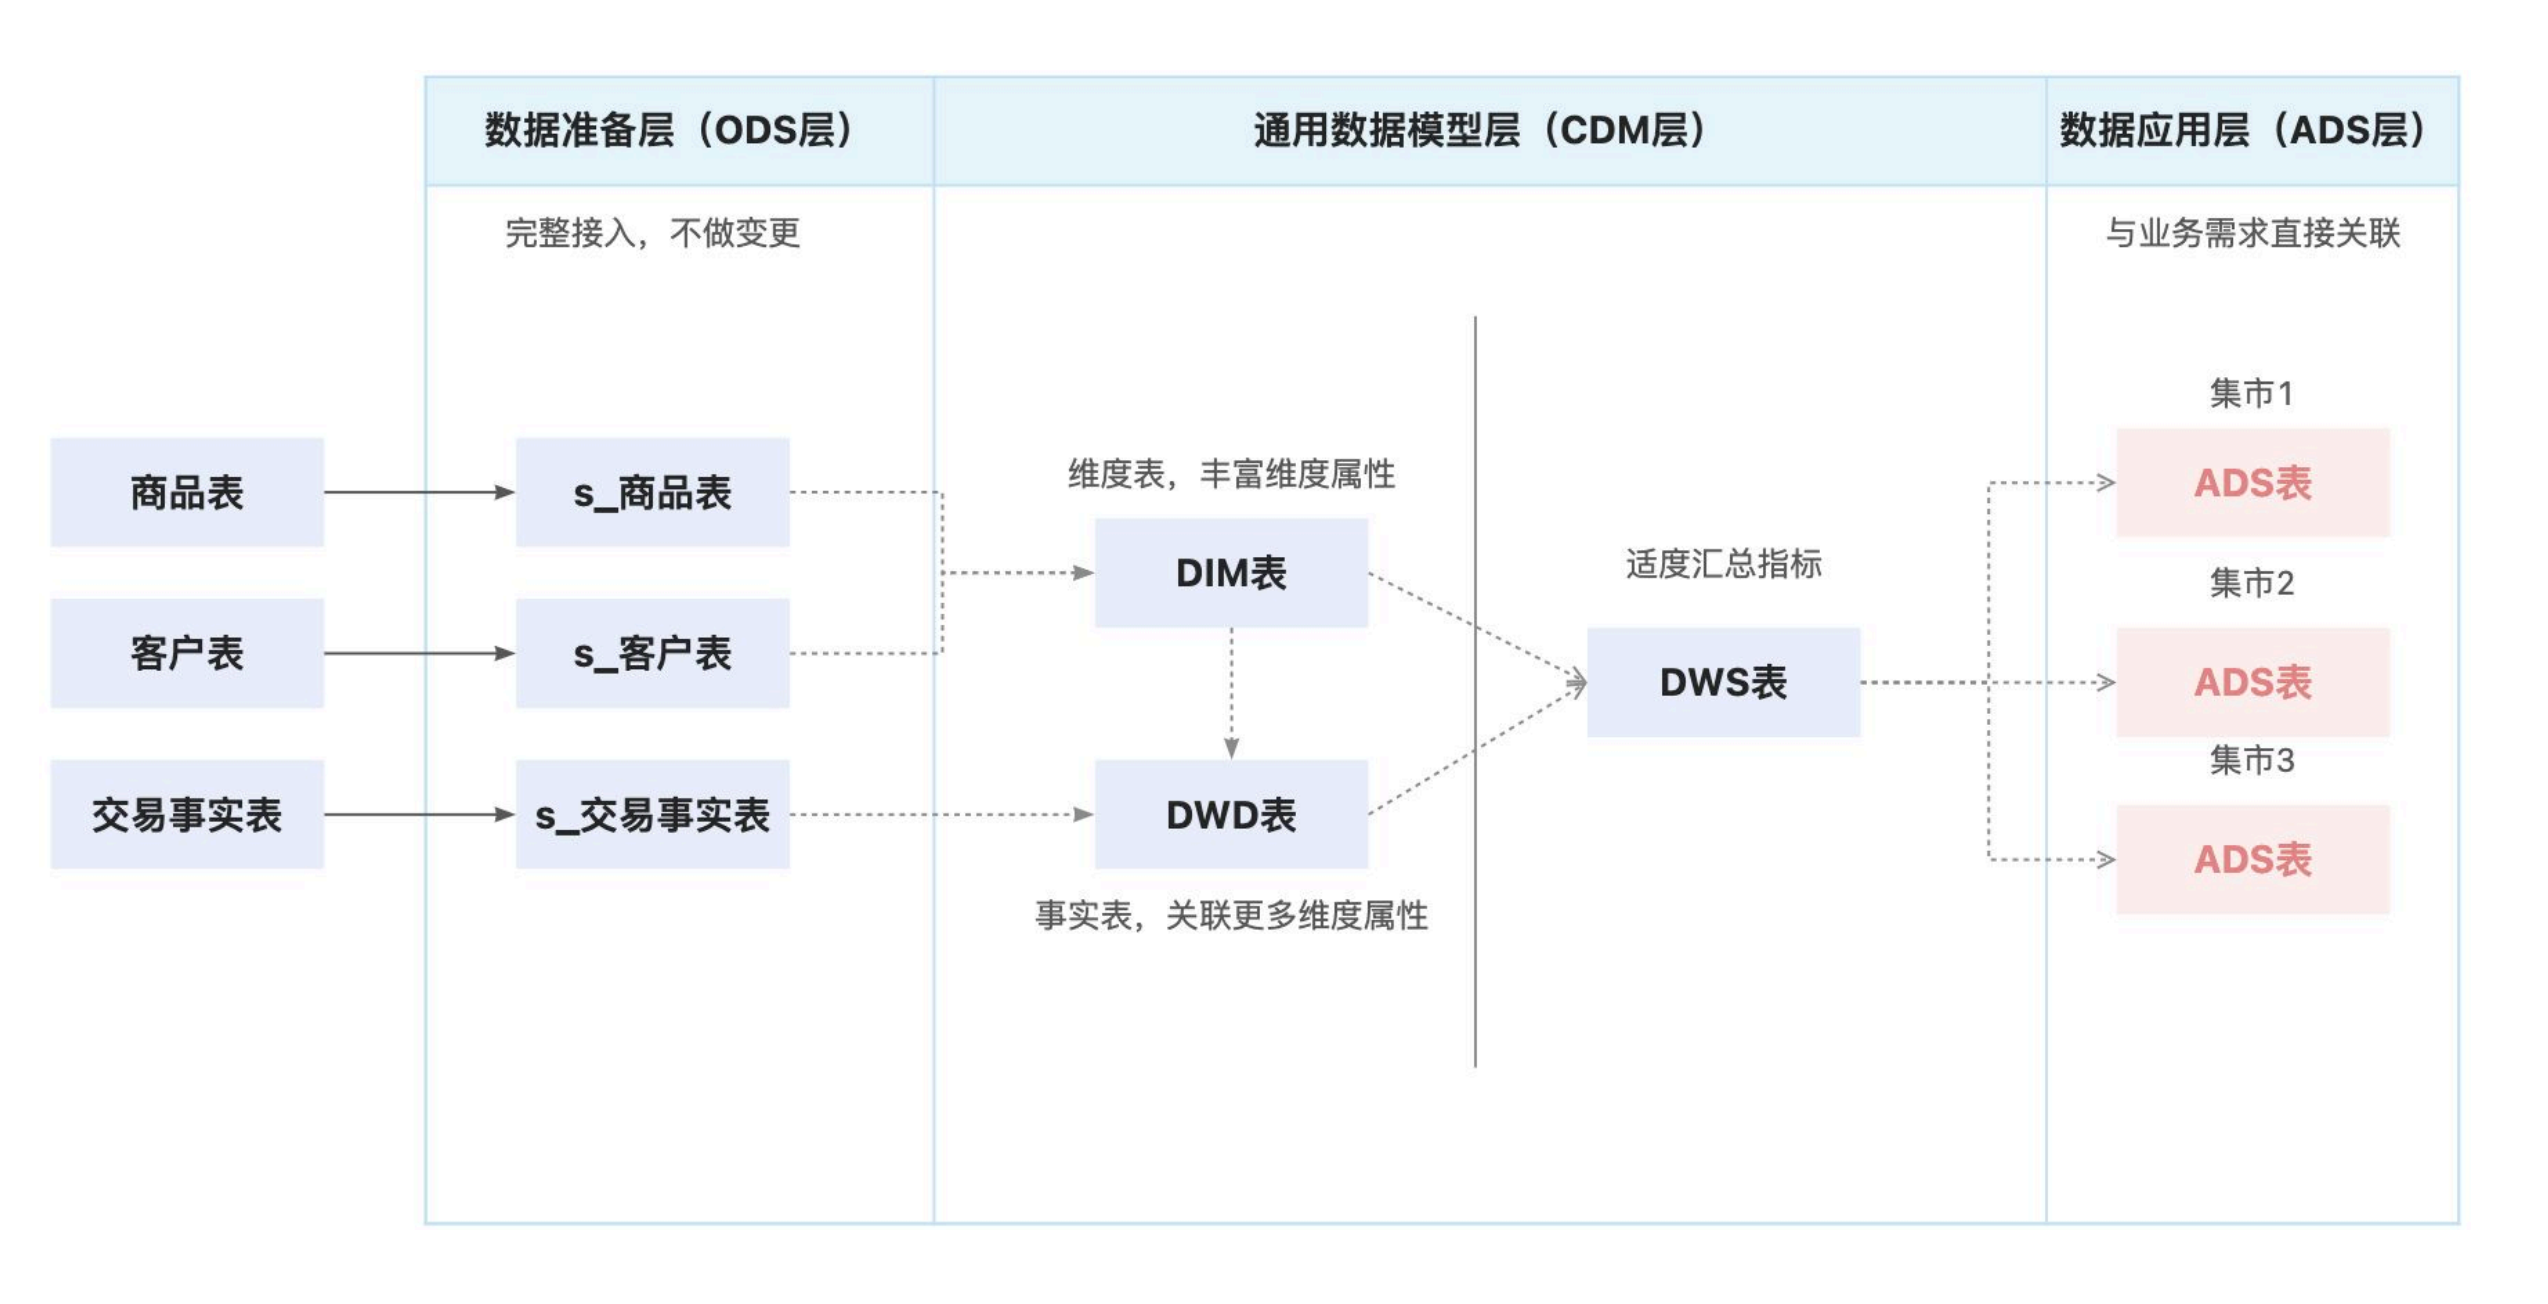 数据准备层（ODS层）
通用数据模型层（CDM层）
数据应用层（ADS层）
完整接入，不做变更
与业务需求直接关联
商品表
客户表
交易事实表
s_商品表
s_客户表
s_交易事实表
维度表，丰富维度属性
DIM表
DWD表
事实表，关联更多维度属性
适度汇总指标
DWS表
集市1
ADS表
集市2
ADS表
集市3
ADS表